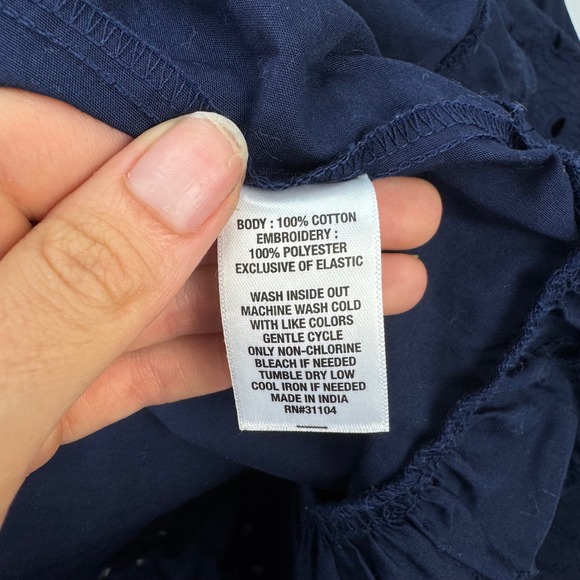 BODY : 100% COTTON
EMBROIDERY :
100% POLYESTER
EXCLUSIVE OF ELASTIC
WASH INSIDE OUT
MACHINE WASH COLD
WITH LIKE COLORS
GENTLE CYCLE
ONLY NON-CHLORINE
BLEACH IF NEEDED
TUMBLE DRY LOW
COOL IRON IF NEEDED
MADE IN INDIA
RN#31104